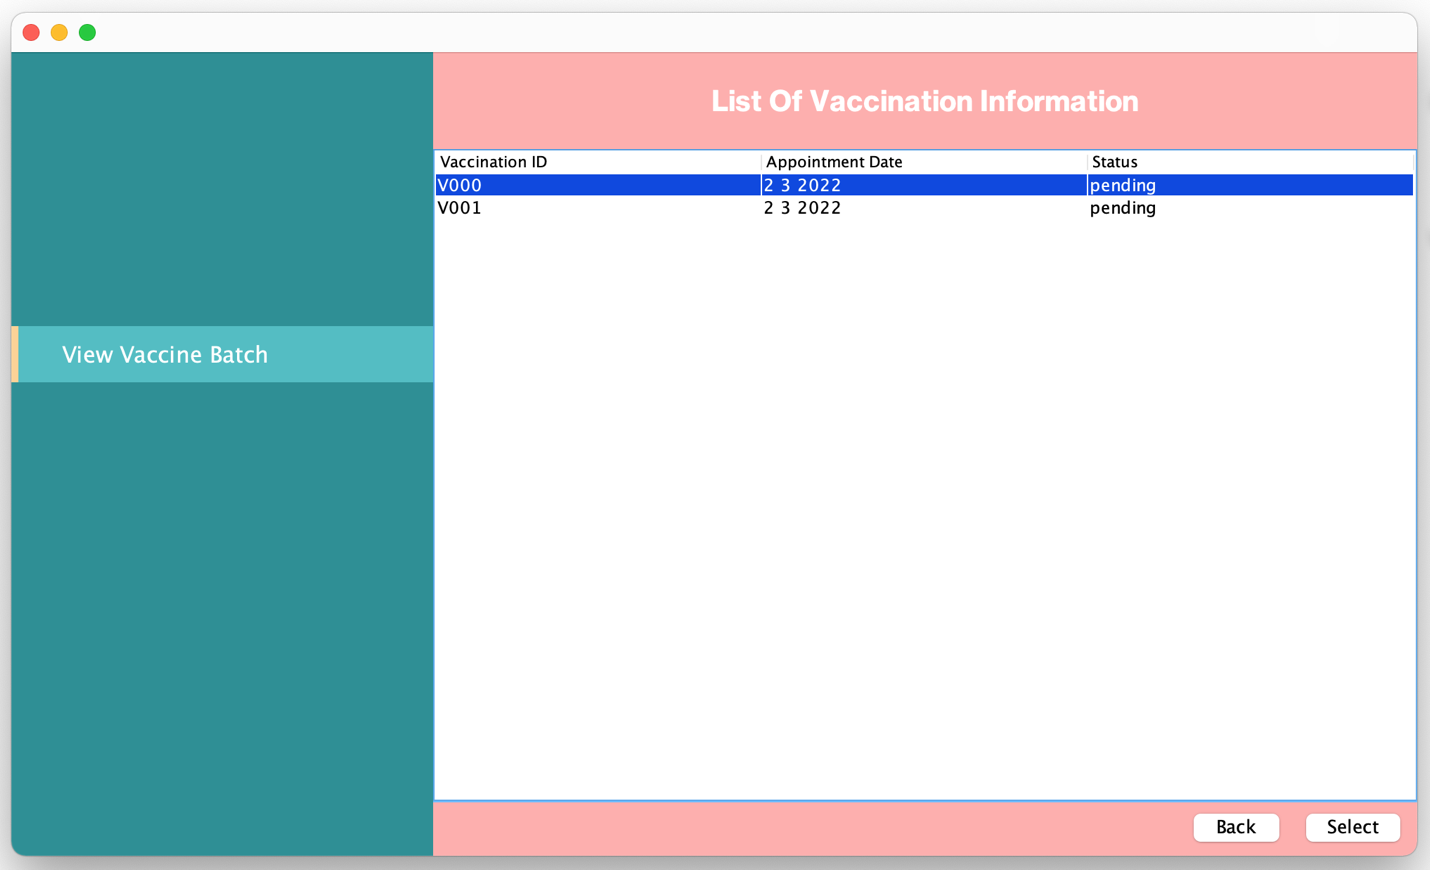 List Of Vaccination Information
Vaccination ID Appointment Date Status
V000 2 3 2022 pending
V001 2 3 2022 pending
View Vaccine Batch
Back Select